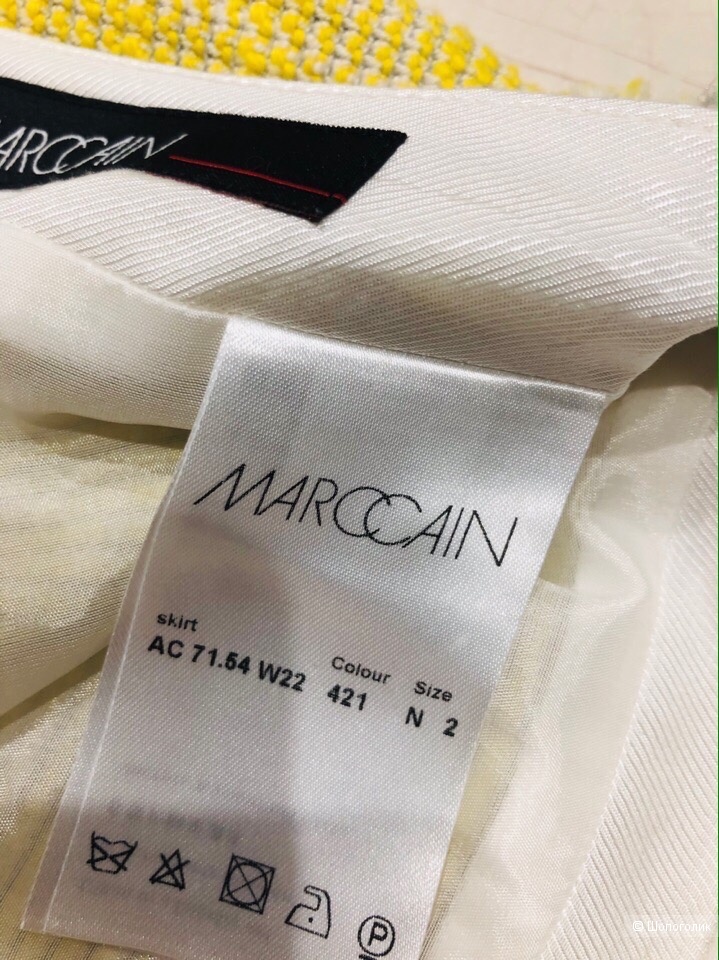 MARCCAIN
MARCCAIN
skirt
AC 71.54 W22
Colour
421
Size
N 2
P
© Шопоголик